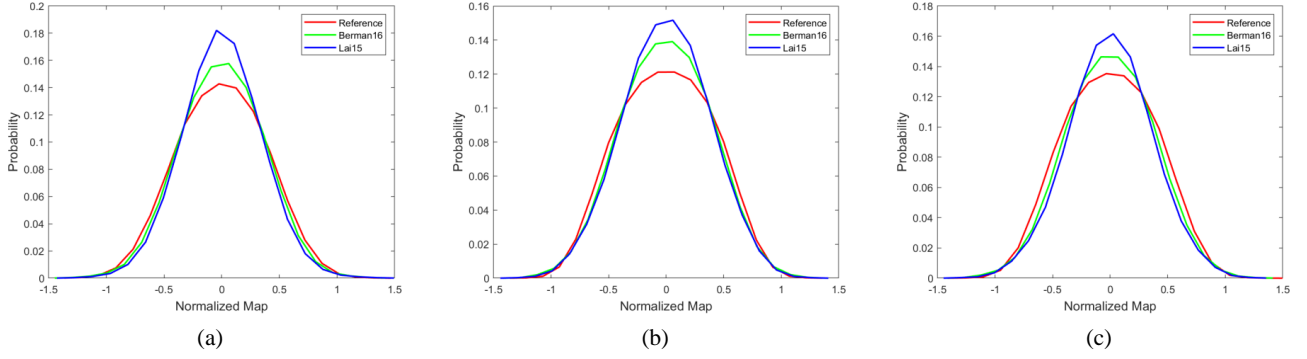 0.2
0.18
0.16
0.14
0.12
0.1
0.08
0.06
0.04
0.02
0
Probability
-1.5 -1 -0.5 0 0.5 1 1.5
Normalized Map
Reference
Berman16
Lai15
(a)
0.16
0.14
0.12
0.1
0.08
0.06
0.04
0.02
0
Probability
-1.5 -1 -0.5 0 0.5 1 1.5
Normalized Map
Reference
Berman16
Lai15
(b)
0.18
0.16
0.14
0.12
0.1
0.08
0.06
0.04
0.02
0
Probability
-1.5 -1 -0.5 0 0.5 1 1.5
Normalized Map
Reference
Berman16
Lai15
(c)